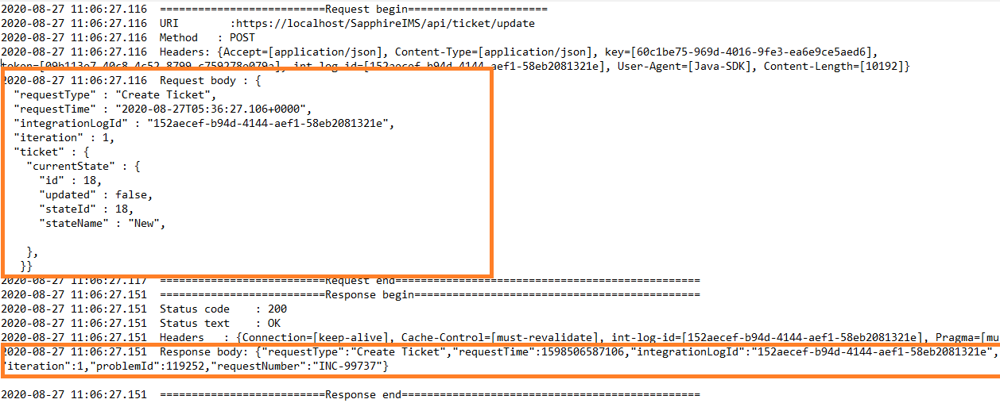 2020-08-27 11:06:27.116  ==========================Request begin======================
2020-08-27 11:06:27.116  URI        :https://localhost/SapphireIMS/api/ticket/update
2020-08-27 11:06:27.116  Method   : POST
2020-08-27 11:06:27.116  Headers: {Accept=[application/json], Content-Type=[application/json], key=[60c1be75-969d-4016-9fe3-ea6e9ce5aed6],
token=[09b113e7-40c8-4c52-8799-c759278e079a], int-log-id=[152aecef-b94d-4144-aef1-58eb2081321e], User-Agent=[Java-SDK], Content-Length=[10192]}
2020-08-27 11:06:27.116  Request body : {
"requestType" : "Create Ticket",
"requestTime" : "2020-08-27T05:36:27.106+0000",
"integrationLogId" : "152aecef-b94d-4144-aef1-58eb2081321e",
"iteration" : 1,
"ticket" : {
"currentState" : {
"id" : 18,
"updated" : false,
"stateId" : 18,
"stateName" : "New",
},
}}
2020-08-27 11:06:27.117  ==========================Request end================================================
2020-08-27 11:06:27.151  ==========================Response begin=============================================
2020-08-27 11:06:27.151  Status code    : 200
2020-08-27 11:06:27.151  Status text    : OK
2020-08-27 11:06:27.151  Headers   : {Connection=[keep-alive], Cache-Control=[must-revalidate], int-log-id=[152aecef-b94d-4144-aef1-58eb2081321e], Pragma=[mu
2020-08-27 11:06:27.151  Response body: {"requestType":"Create Ticket","requestTime":1598506587106,"integrationLogId":"152aecef-b94d-4144-aef1-58eb2081321e",
"iteration":1,"problemId":119252,"requestNumber":"INC-99737"}
2020-08-27 11:06:27.151  ==========================Response end===============================================